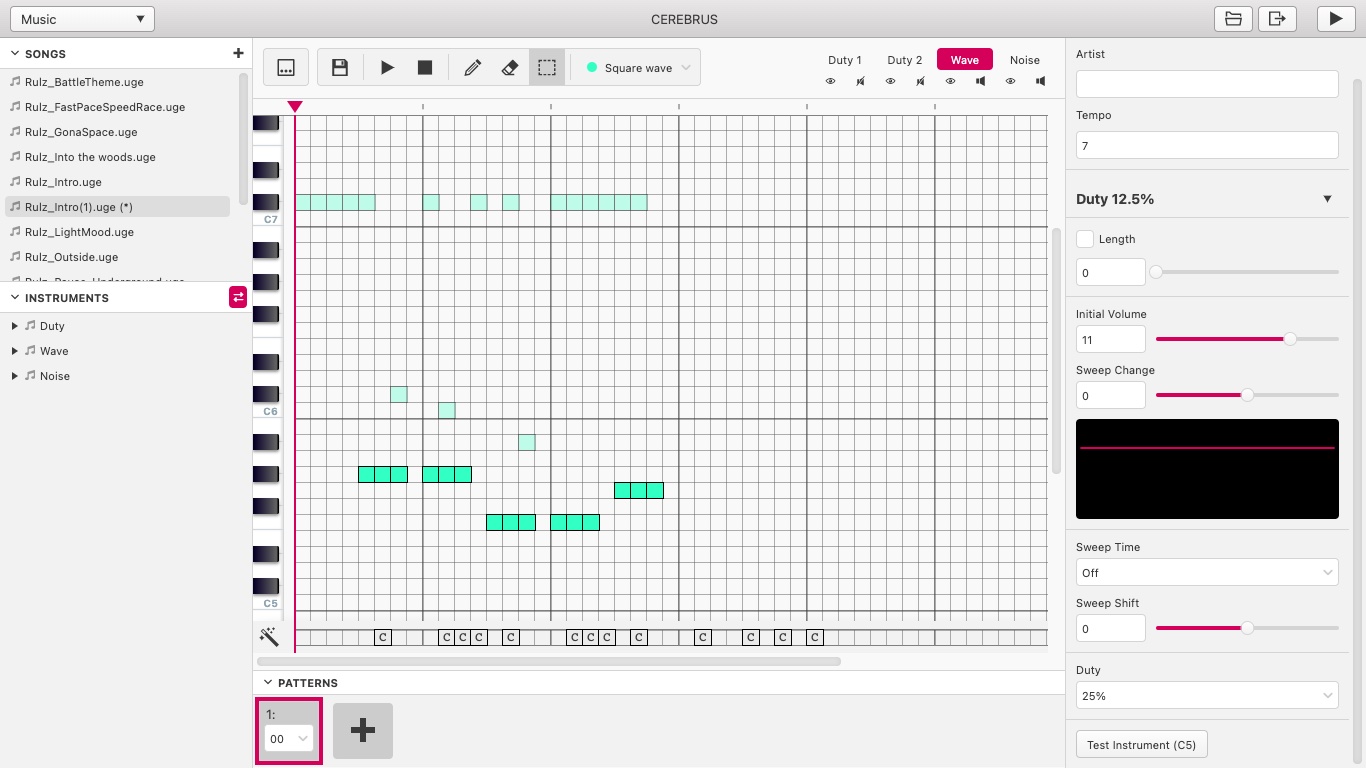 Music
CEREBRUS
SONGS
Rulz_BattleTheme.uge
Rulz_FastPaceSpeedRace.uge
Rulz_GonaSpace.uge
Rulz_Into the woods.uge
Rulz_Intro.uge
Rulz_Intro(1).uge (*)
Rulz_LightMood.uge
Rulz_Outside.uge
Rulz_Pause_Underground.uge
INSTRUMENTS
Duty
Wave
Noise
Square wave
Duty 1
Duty 2
Wave
Noise
C7
C6
C5
C C C C C C C C C C C C C
PATTERNS
1:
00
Artist
Tempo
7
Duty 12.5%
Length
0
Initial Volume
11
Sweep Change
0
Sweep Time
Off
Sweep Shift
0
Duty
25%
Test Instrument (C5)